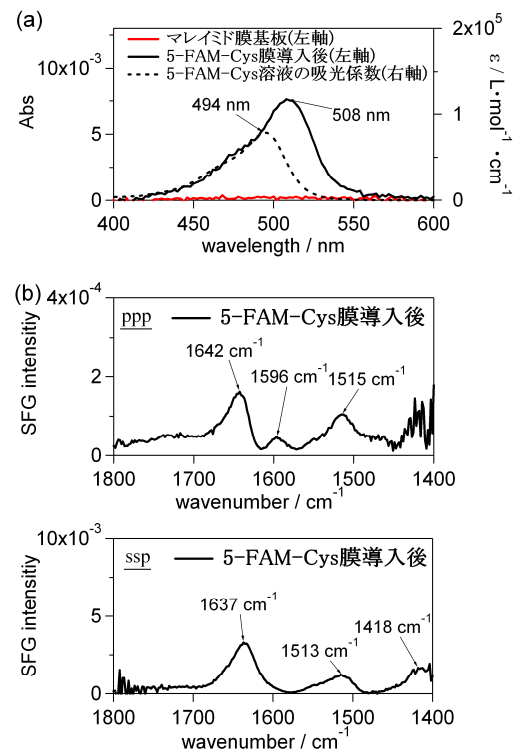 (a)
マレイミド膜基板(左軸)
5-FAM-Cys膜導入後(左軸)
5-FAM-Cys溶液の吸光係数(右軸)
2x10⁵
10x10⁻³
494 nm
508 nm
Abs
ε / L・mol⁻¹・cm⁻¹
5
1
0
0
400
450
500
550
600
wavelength / nm
(b)
4x10⁻⁴
ppp
5-FAM-Cys膜導入後
1642 cm⁻¹
1596 cm⁻¹
1515 cm⁻¹
SFG intensitiy
2
0
1800
1700
1600
1500
1400
wavenumber / cm⁻¹
10x10⁻³
ssp
5-FAM-Cys膜導入後
1637 cm⁻¹
1513 cm⁻¹
1418 cm⁻¹
SFG intensitiy
5
0
1800
1700
1600
1500
1400
wavenumber / cm⁻¹